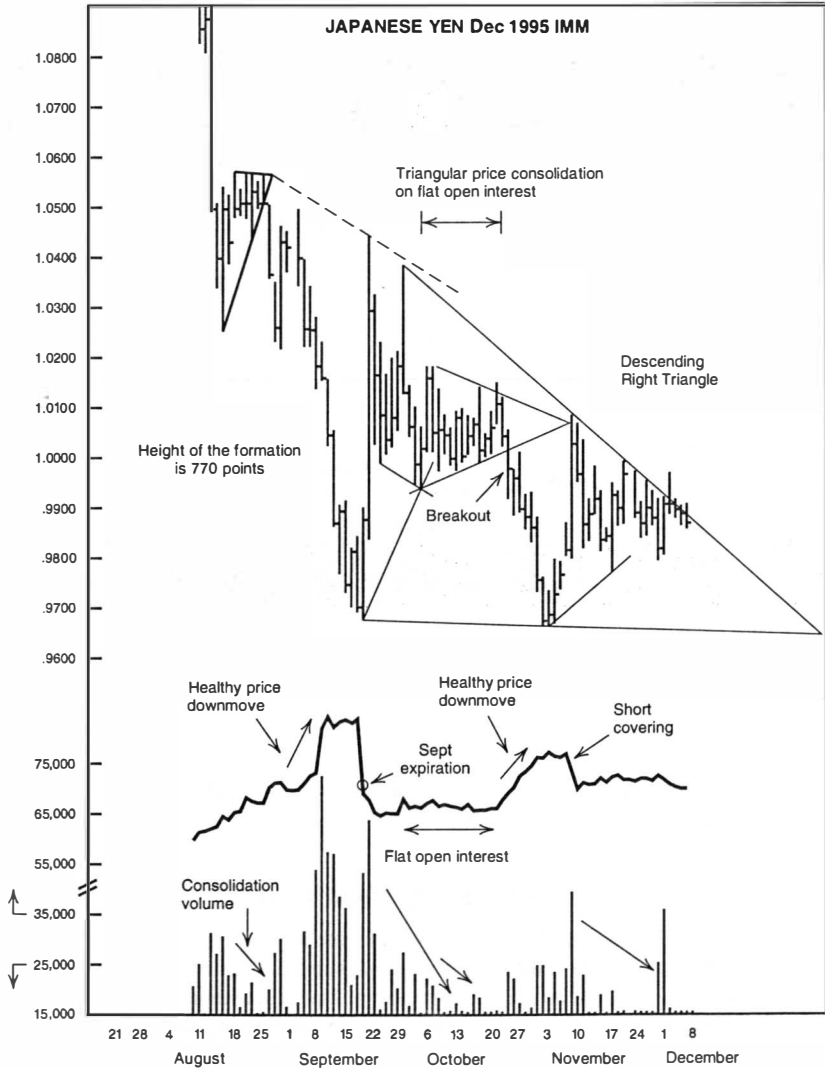 JAPANESE YEN Dec 1995 IMM
1.0800
1.0700
1.0600
1.0500
1.0400
1.0300
1.0200
1.0100
1.0000
.9900
.9800
.9700
.9600
Triangular price consolidation
on flat open interest
Descending
Right Triangle
Height of the formation
is 770 points
Breakout
Healthy price
downmove
Healthy price
downmove
Short
covering
Sept
expiration
Flat open interest
Consolidation
volume
75,000
65,000
55,000
35,000
25,000
15,000
21 28 4 11 18 25 1 8 15 22 29 6 13 20 27 3 10 17 24 1 8
August September October November December